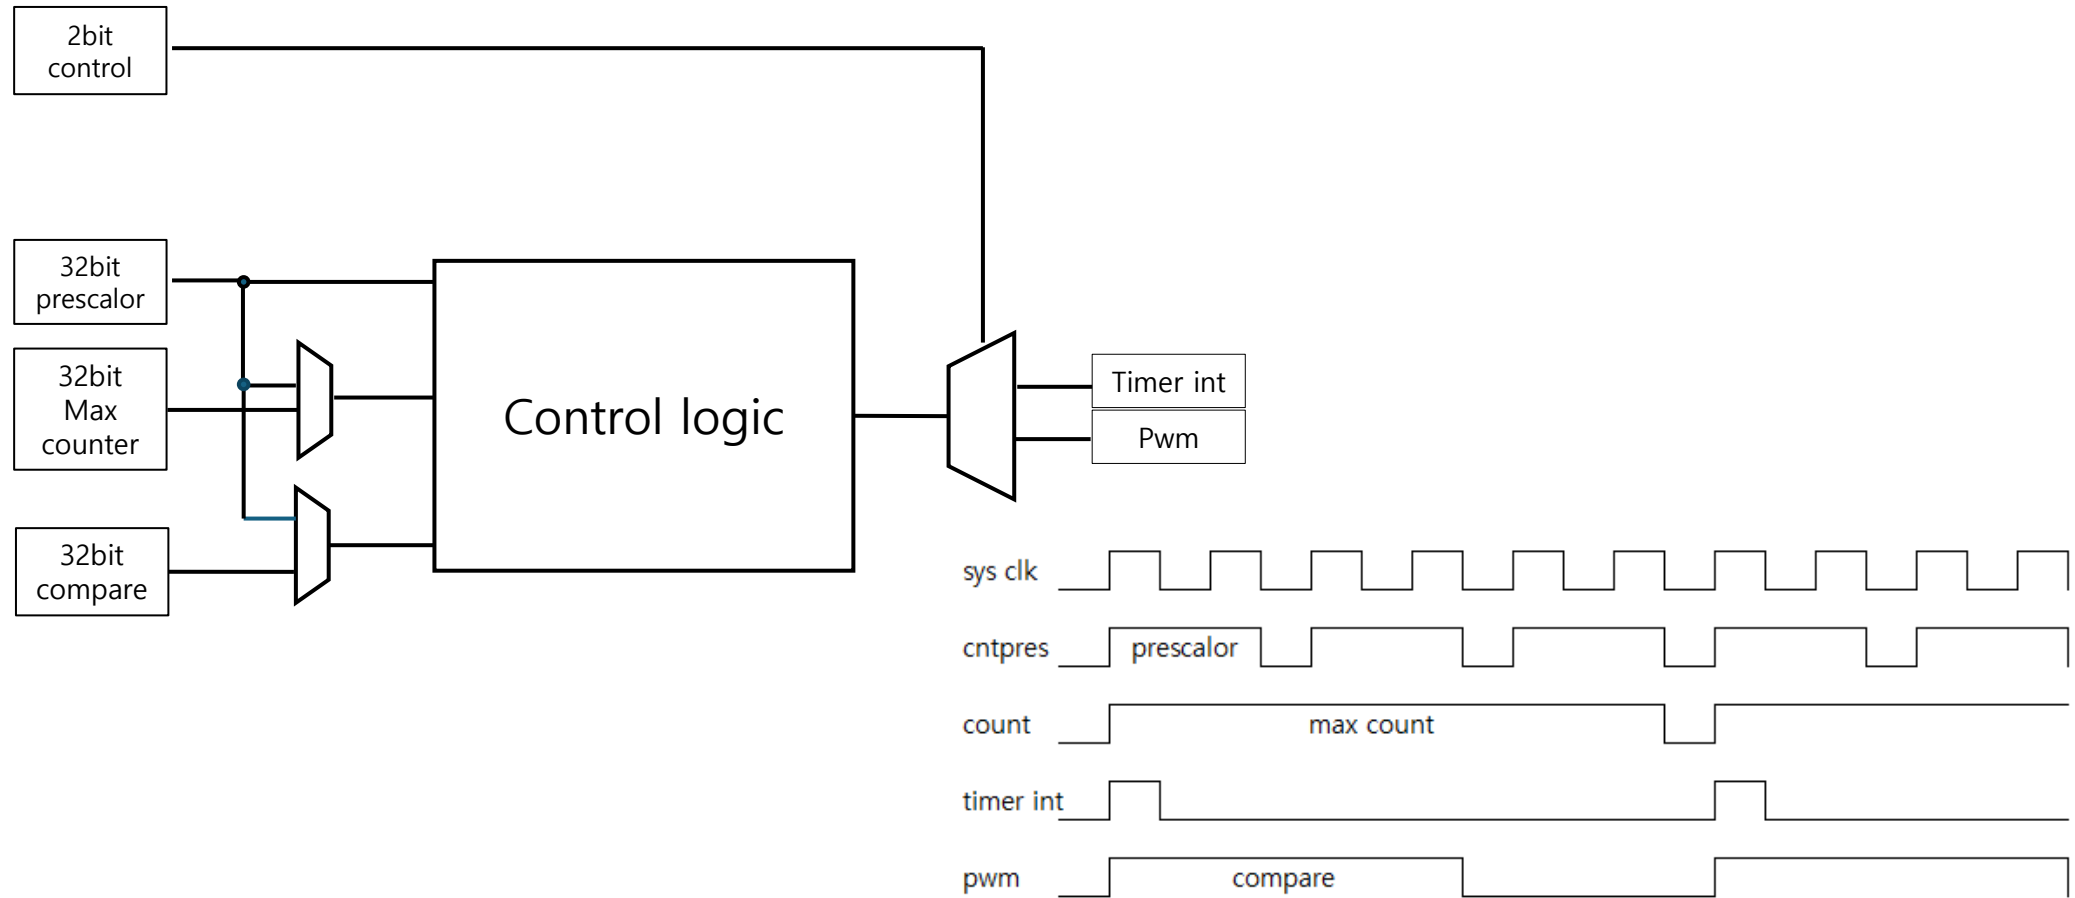 2bit
control
32bit
prescalor
32bit
Max
counter
32bit
compare
Control logic
Timer int
Pwm
sys clk
cntpres
prescalor
count
max count
timer int
pwm
compare